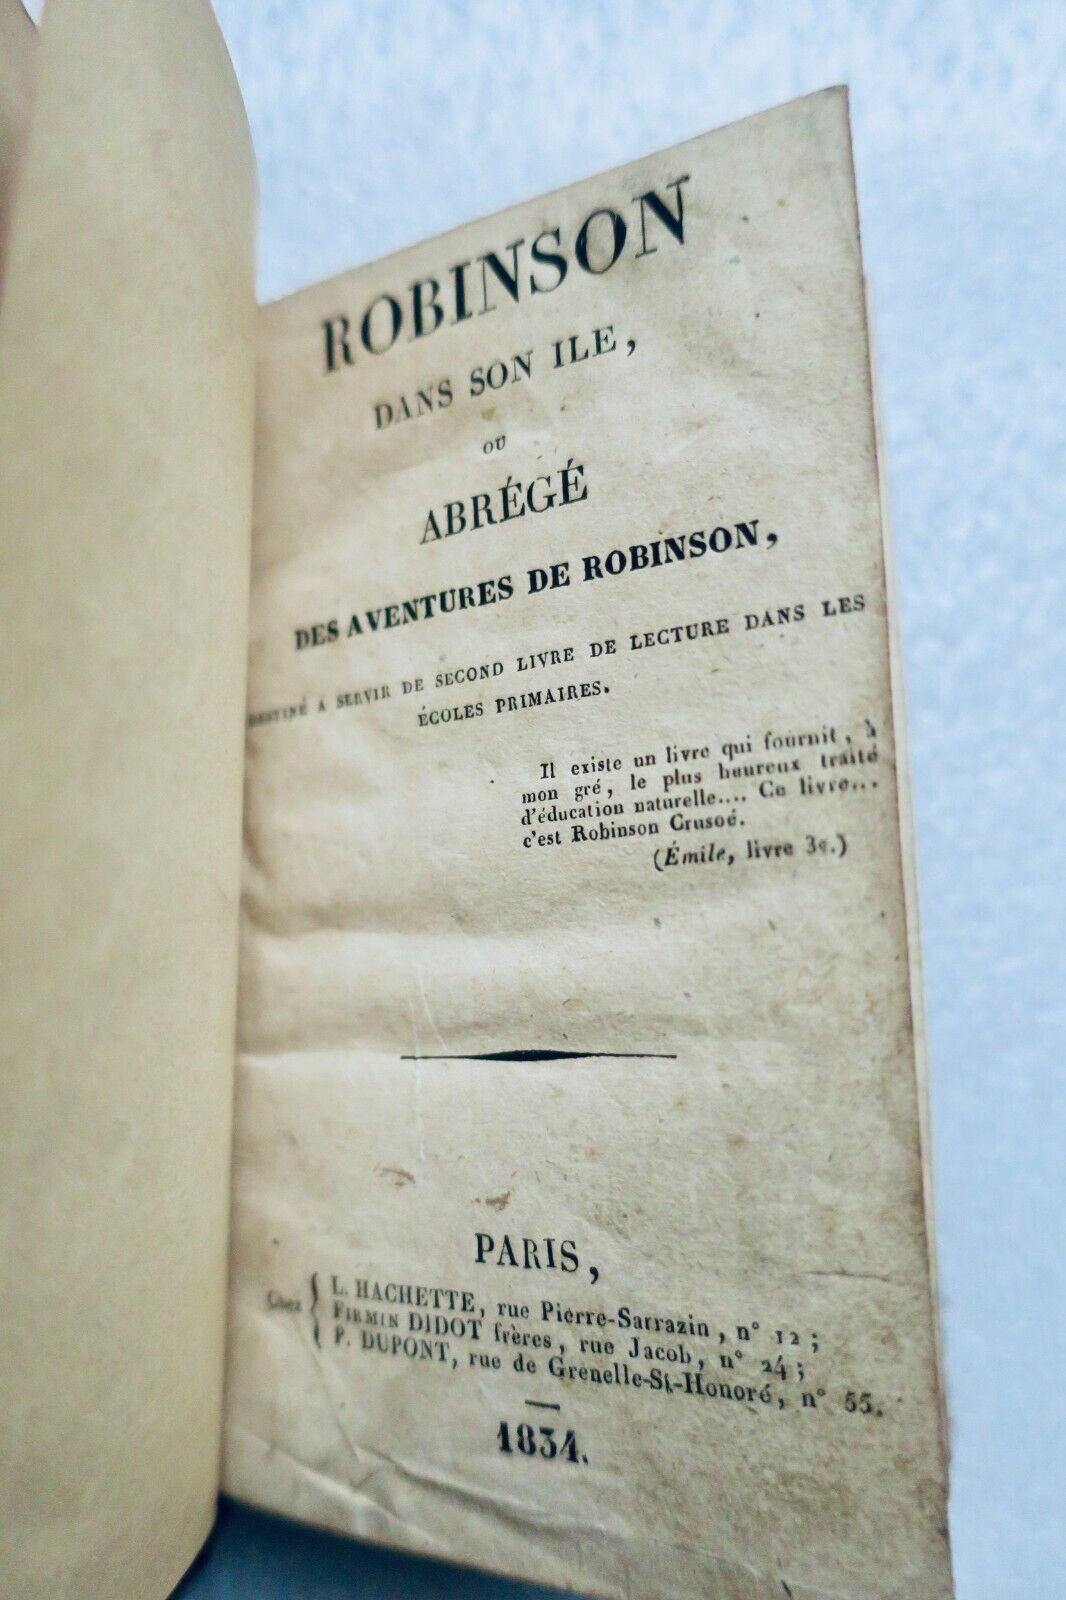 ROBINSON
DANS SON ILE,
OU
ABRÉGÉ
DES AVENTURES DE ROBINSON,
DESTINÉ A SERVIR DE SECOND LIVRE DE LECTURE DANS LES
ÉCOLES PRIMAIRES.
Il existe un livre qui fournit, à
mon gré, le plus heureux traité
d'éducation naturelle.... Ce livre...
c'est Robinson Crusoé.
(Émile, livre 3e.)
PARIS,
Chez
L. HACHETTE, rue Pierre-Sarrazin, n° 12;
FIRMIN DIDOT frères, rue Jacob, n° 24;
P. DUPONT, rue de Grenelle-St-Honoré, n° 55.
1834.